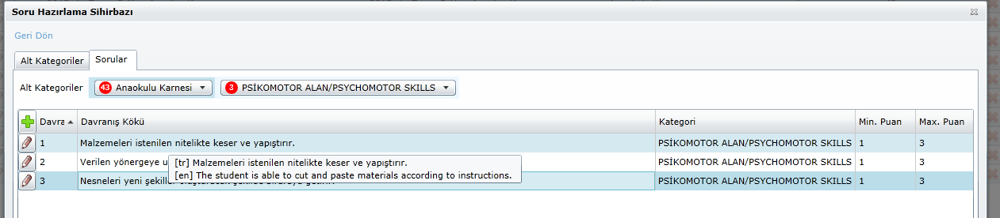 Soru Hazırlama Sihirbazı
Geri Dön
Alt Kategoriler Sorular
Alt Kategoriler 43 Anaokulu Karnesi 3 PSİKOMOTOR ALAN/PSYCHOMOTOR SKILLS
Davra Davranış Kökü Kategori Min. Puan Max. Puan
1 Malzemeleri istenilen nitelikte keser ve yapıştırır. PSİKOMOTOR ALAN/PSYCHOMOTOR SKILLS 1 3
2 Verilen yönergeye u PSİKOMOTOR ALAN/PSYCHOMOTOR SKILLS 1 3
[tr] Malzemeleri istenilen nitelikte keser ve yapıştırır.
[en] The student is able to cut and paste materials according to instructions.
3 Nesneleri yeni PSİKOMOTOR ALAN/PSYCHOMOTOR SKILLS 1 3